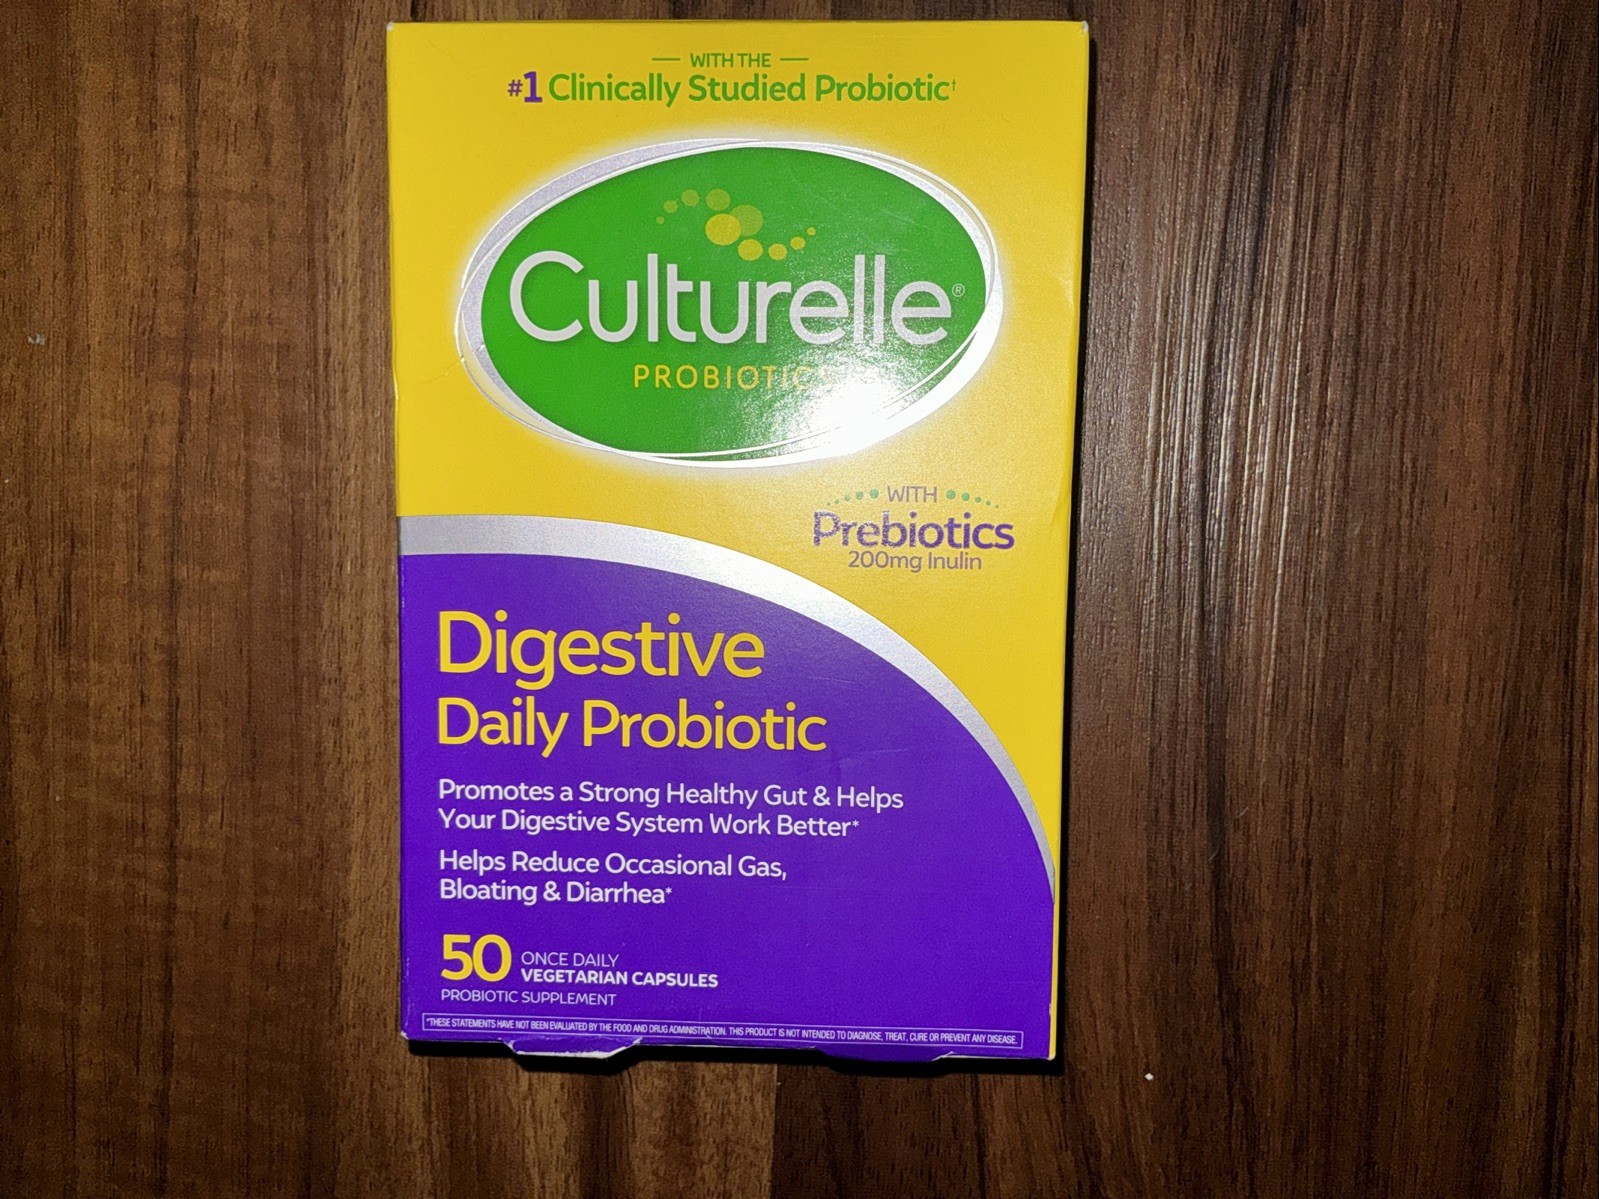 WITH THE
#1 Clinically Studied Probiotic†
Culturelle®
PROBIOTICS
WITH
Prebiotics
200mg Inulin
Digestive
Daily Probiotic
Promotes a Strong Healthy Gut & Helps
Your Digestive System Work Better*
Helps Reduce Occasional Gas,
Bloating & Diarrhea*
50 ONCE DAILY
VEGETARIAN CAPSULES
PROBIOTIC SUPPLEMENT
*THESE STATEMENTS HAVE NOT BEEN EVALUATED BY THE FOOD AND DRUG ADMINISTRATION. THIS PRODUCT IS NOT INTENDED TO DIAGNOSE, TREAT, CURE OR PREVENT ANY DISEASE.